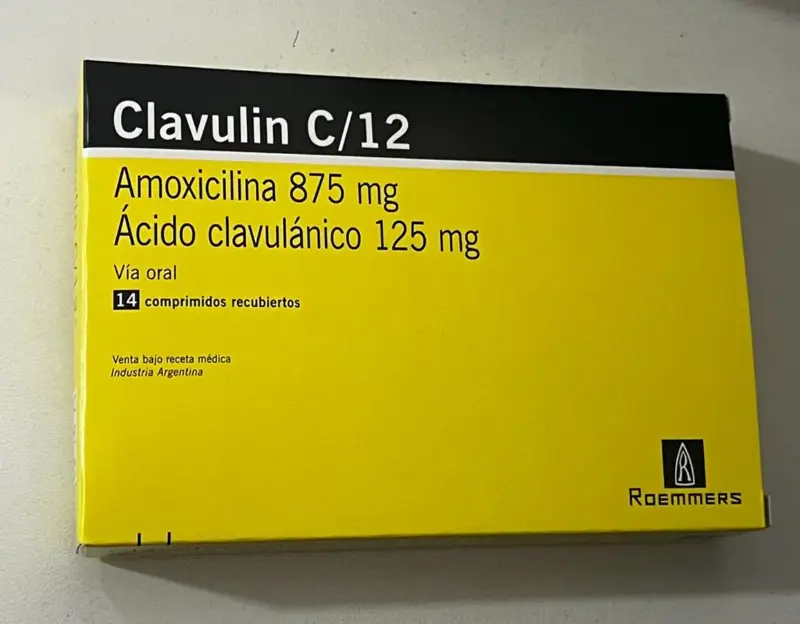 Clavulin C/12
Amoxicilina 875 mg
Ácido clavulánico 125 mg
Vía oral
14 comprimidos recubiertos
Venta bajo receta médica
Industria Argentina
R
ROEMMERS